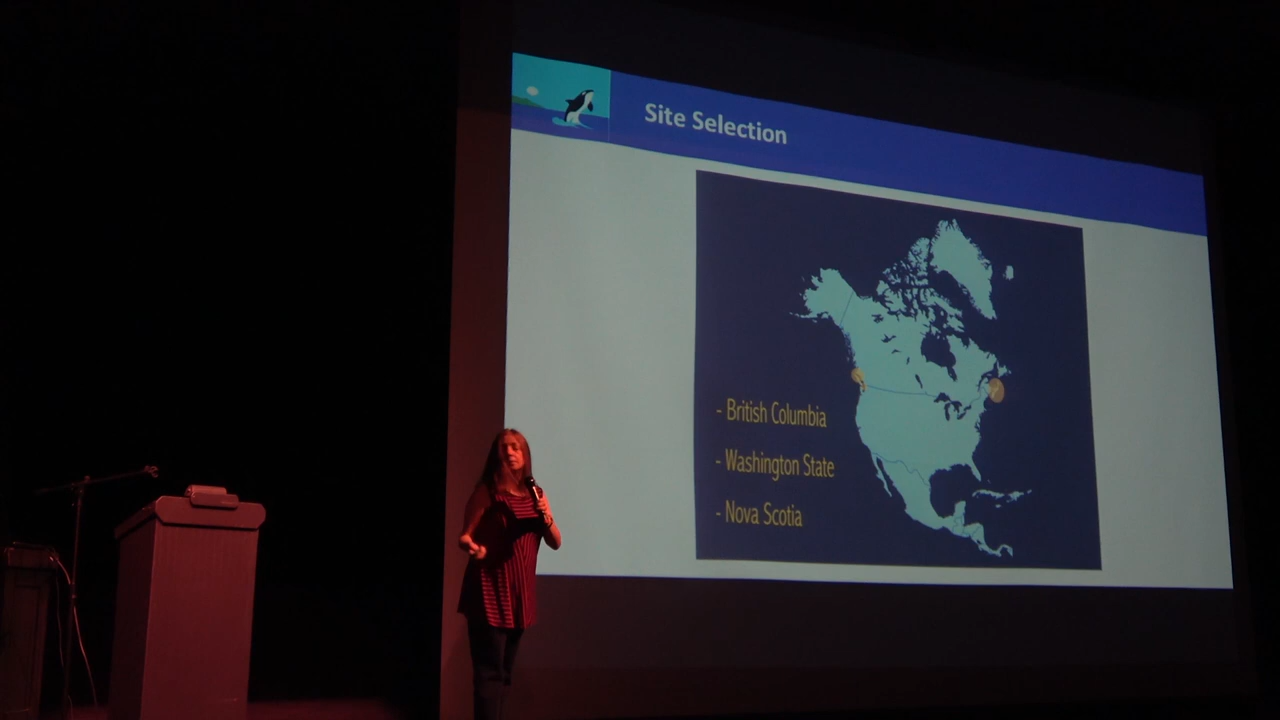 Site Selection
- British Columbia
- Washington State
- Nova Scotia